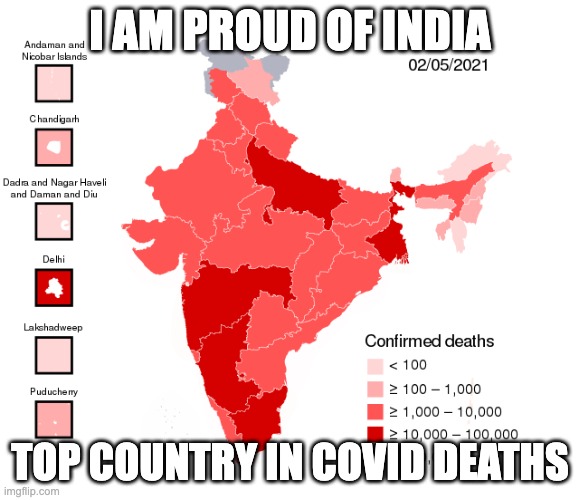 I AM PROUD OF INDIA
02/05/2021
Andaman and
Nicobar Islands
Chandigarh
Dadra and Nagar Haveli
and Daman and Diu
Delhi
Lakshadweep
Puducherry
Confirmed deaths
< 100
≥ 100 – 1,000
≥ 1,000 – 10,000
≥ 10,000 – 100,000
TOP COUNTRY IN COVID DEATHS
imgflip.com